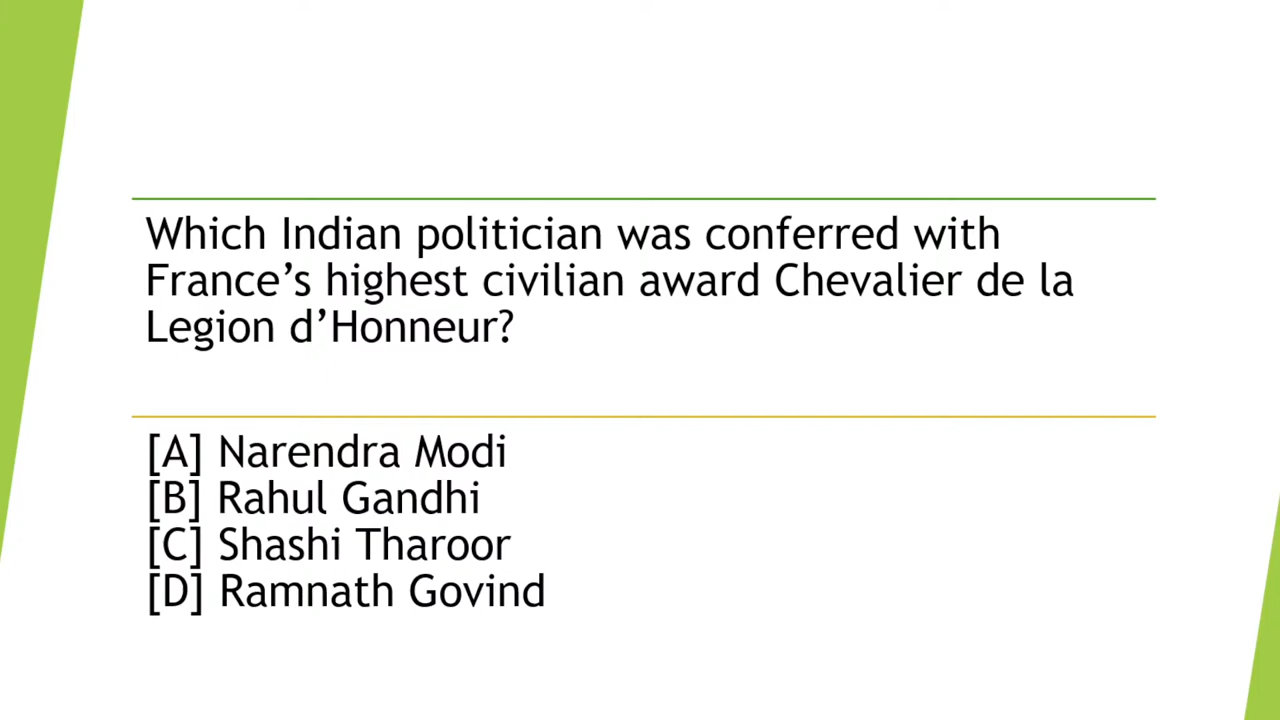 Which Indian politician was conferred with
France’s highest civilian award Chevalier de la
Legion d’Honneur?
[A] Narendra Modi
[B] Rahul Gandhi
[C] Shashi Tharoor
[D] Ramnath Govind